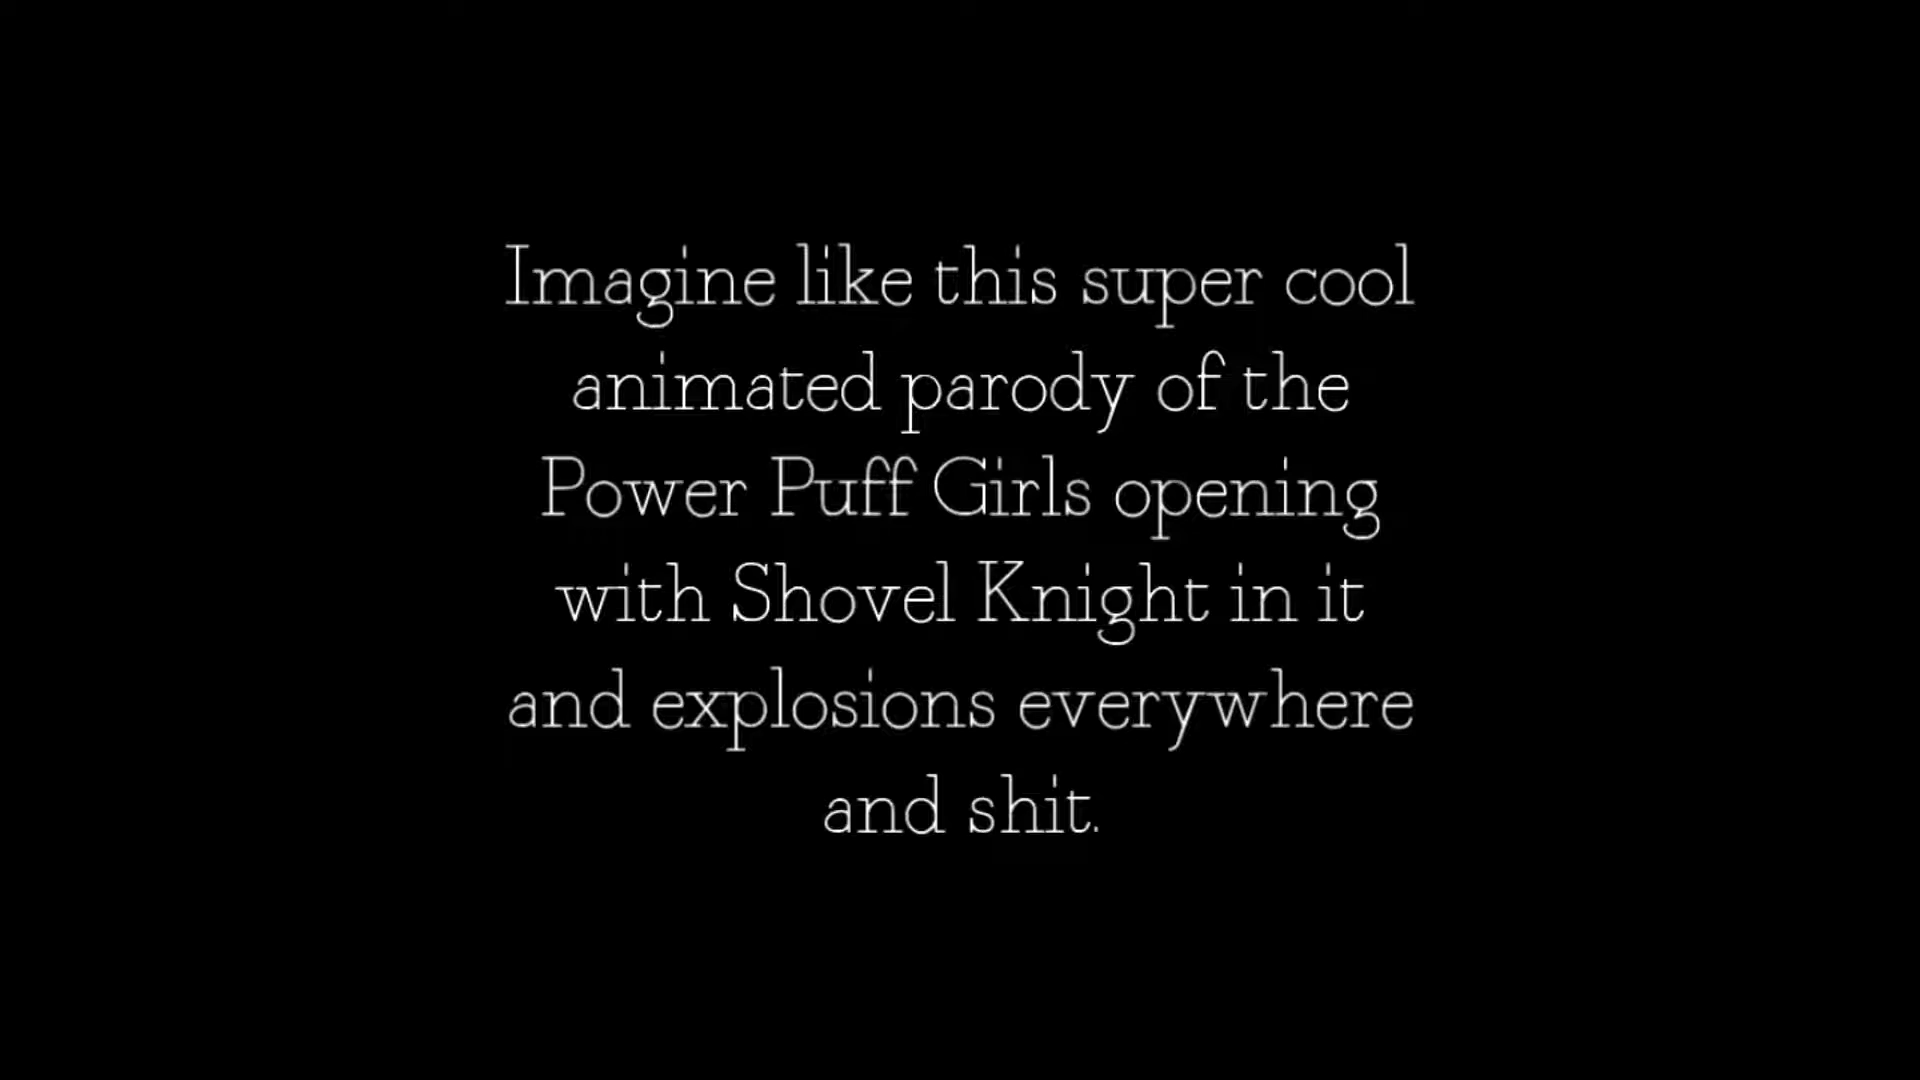 Imagine like this super cool
animated parody of the
Power Puff Girls opening
with Shovel Knight in it
and explosions everywhere
and shit.